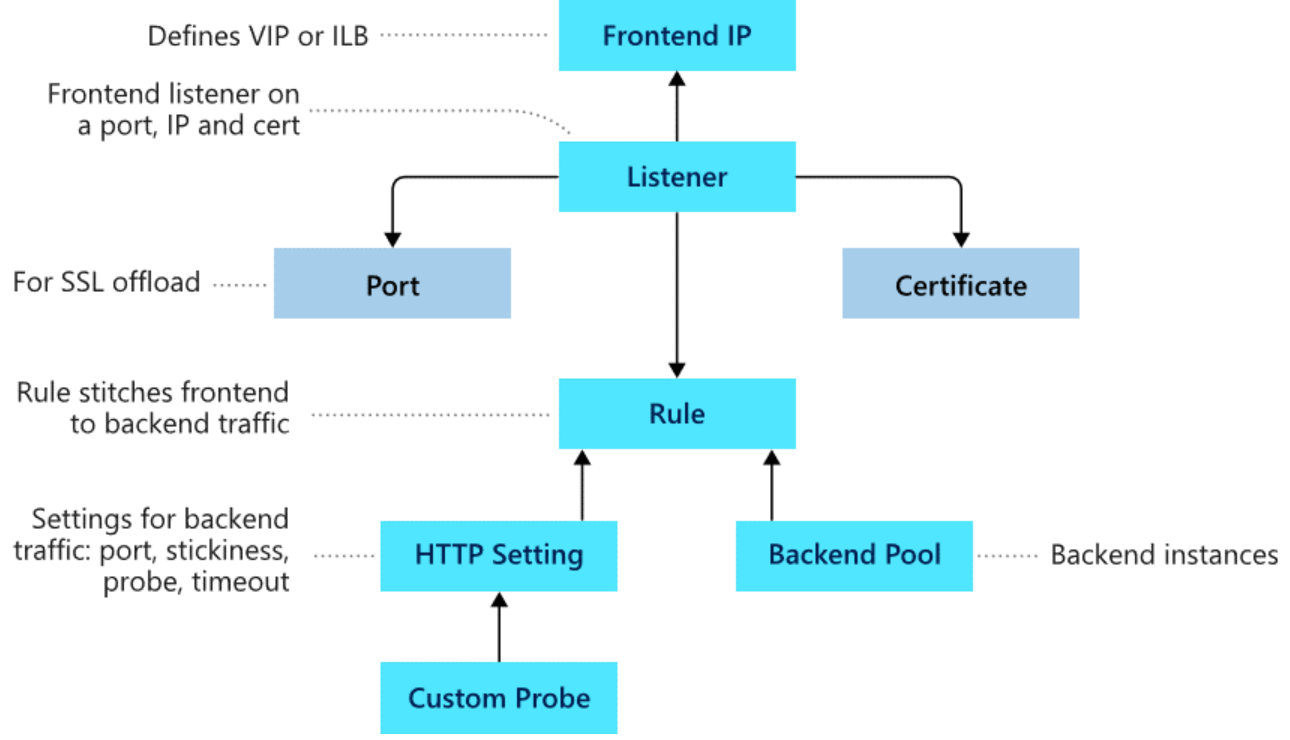 Defines VIP or ILB
Frontend IP
Frontend listener on
a port, IP and cert
Listener
For SSL offload
Port
Certificate
Rule stitches frontend
to backend traffic
Rule
Settings for backend
traffic: port, stickiness,
probe, timeout
HTTP Setting
Backend Pool
Backend instances
Custom Probe